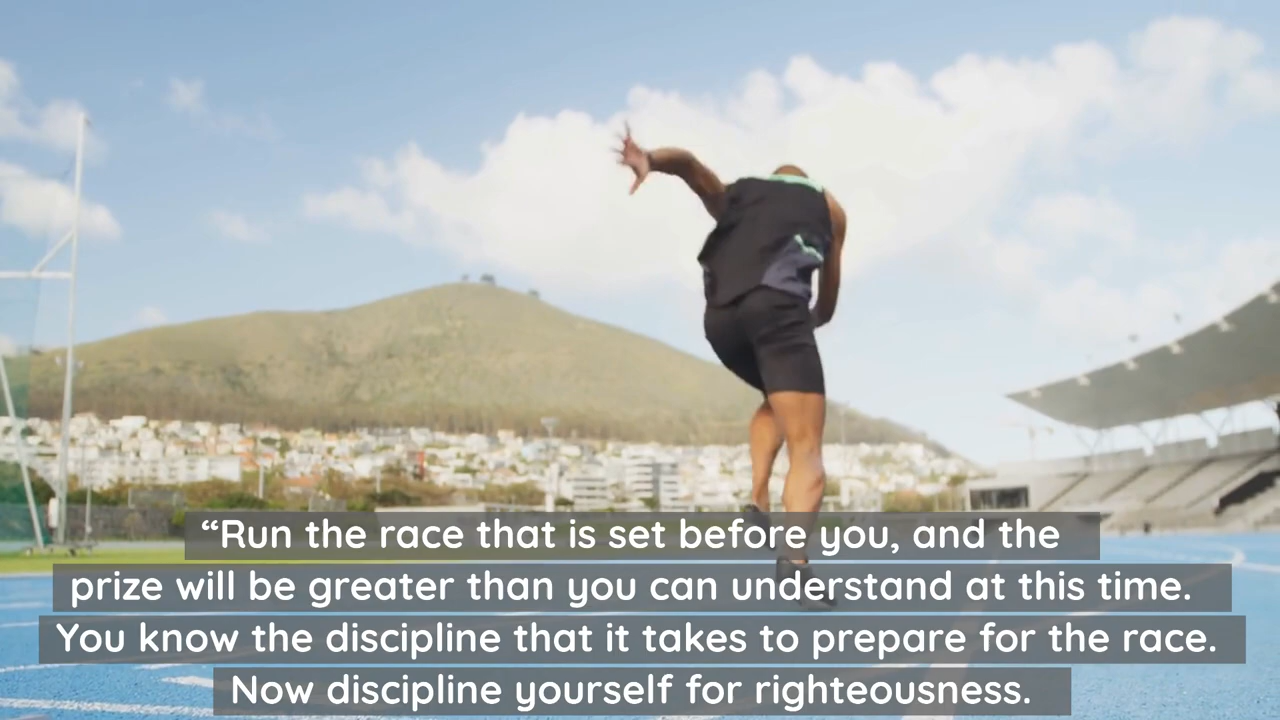 “Run the race that is set before you, and the
prize will be greater than you can understand at this time.
You know the discipline that it takes to prepare for the race.
Now discipline yourself for righteousness.